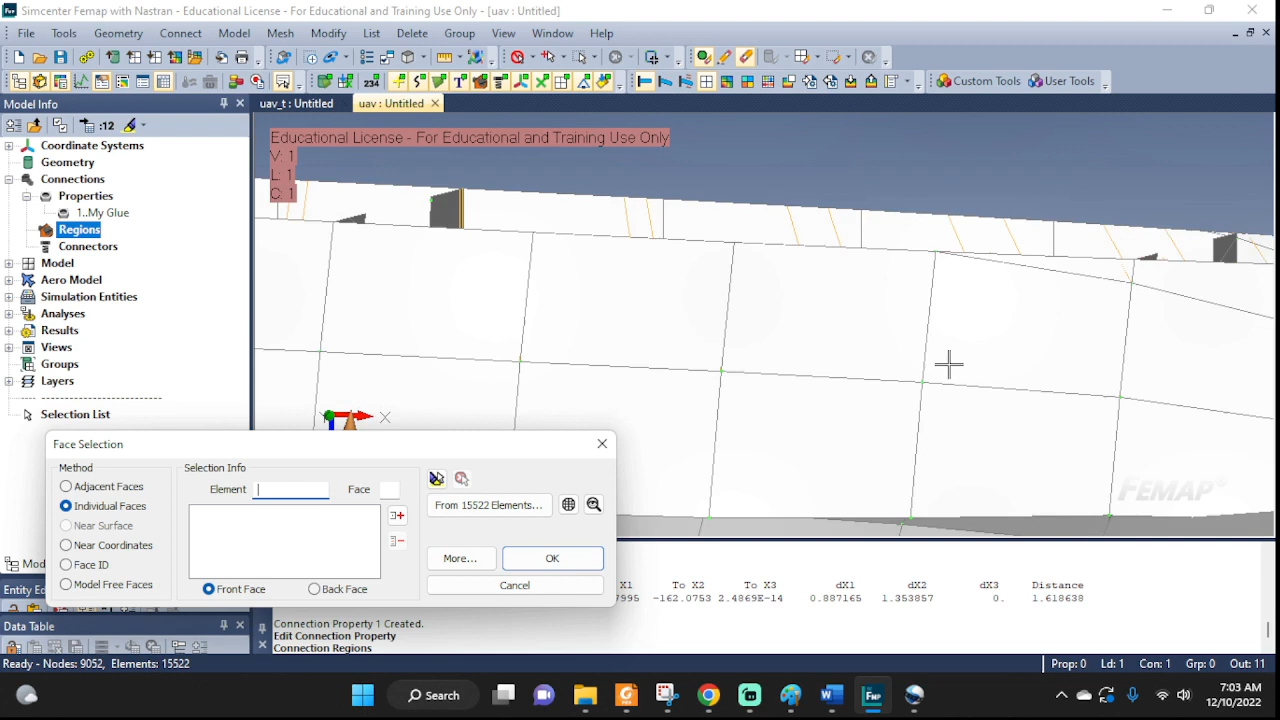 Simcenter Femap with Nastran - Educational License - For Educational and Training Use Only - [uav : Untitled]
File Tools Geometry Connect Model Mesh Modify List Delete Group View Window Help
234
Custom Tools User Tools
Model Info
uav_t : Untitled uav : Untitled
:12
Coordinate Systems
Geometry
Connections
Properties
1..My Glue
Regions
Connectors
Model
Aero Model
Simulation Entities
Analyses
Results
Views
Groups
Layers
Selection List
Educational License - For Educational and Training Use Only
V: 1
L: 1
C: 1
X
FEMAP
Face Selection
Method
Adjacent Faces
Individual Faces
Near Surface
Near Coordinates
Face ID
Model Free Faces
Selection Info
Element
Face
Front Face
Back Face
From 15522 Elements...
More...
OK
Cancel
X1 To X2 To X3 dX1 dX2 dX3 Distance
7995 -162.0753 2.4869E-14 0.887165 1.353857 0. 1.618638
Connection Property 1 Created.
Edit Connection Property
Connection Regions
Data Table
Ready - Nodes: 9052, Elements: 15522
Prop: 0 Ld: 1 Con: 1 Grp: 0 Out: 11
Search
7:03 AM
12/10/2022